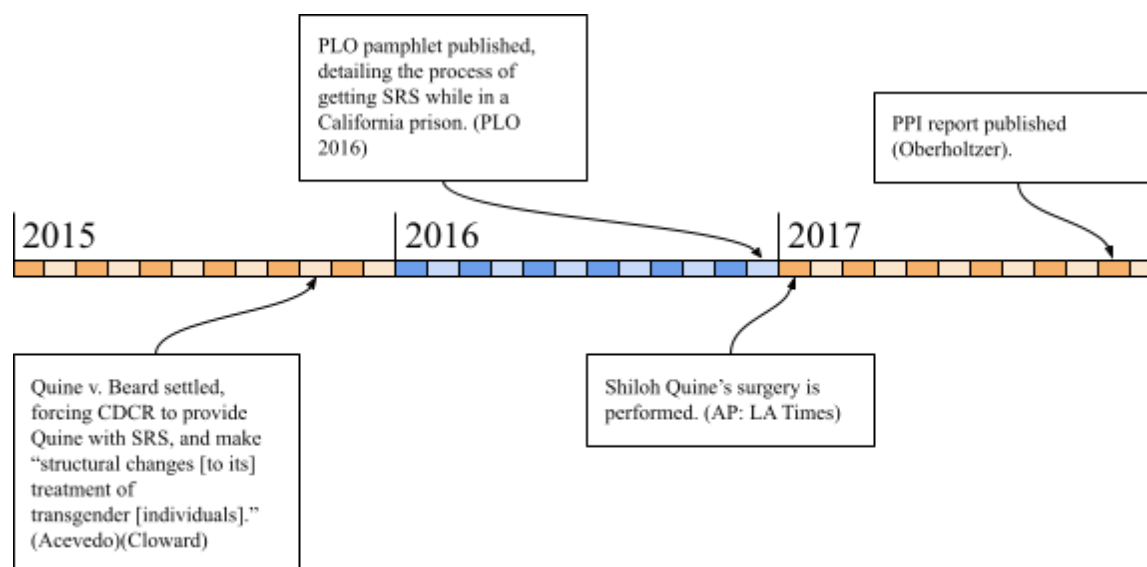 PLO pamphlet published,
detailing the process of
getting SRS while in a
California prison. (PLO
2016)
PPI report published
(Oberholtzer).
2015
2016
2017
Quine v. Beard settled,
forcing CDCR to provide
Quine with SRS, and make
“structural changes [to its]
treatment of
transgender [individuals].”
(Acevedo)(Cloward)
Shiloh Quine’s surgery is
performed. (AP: LA Times)